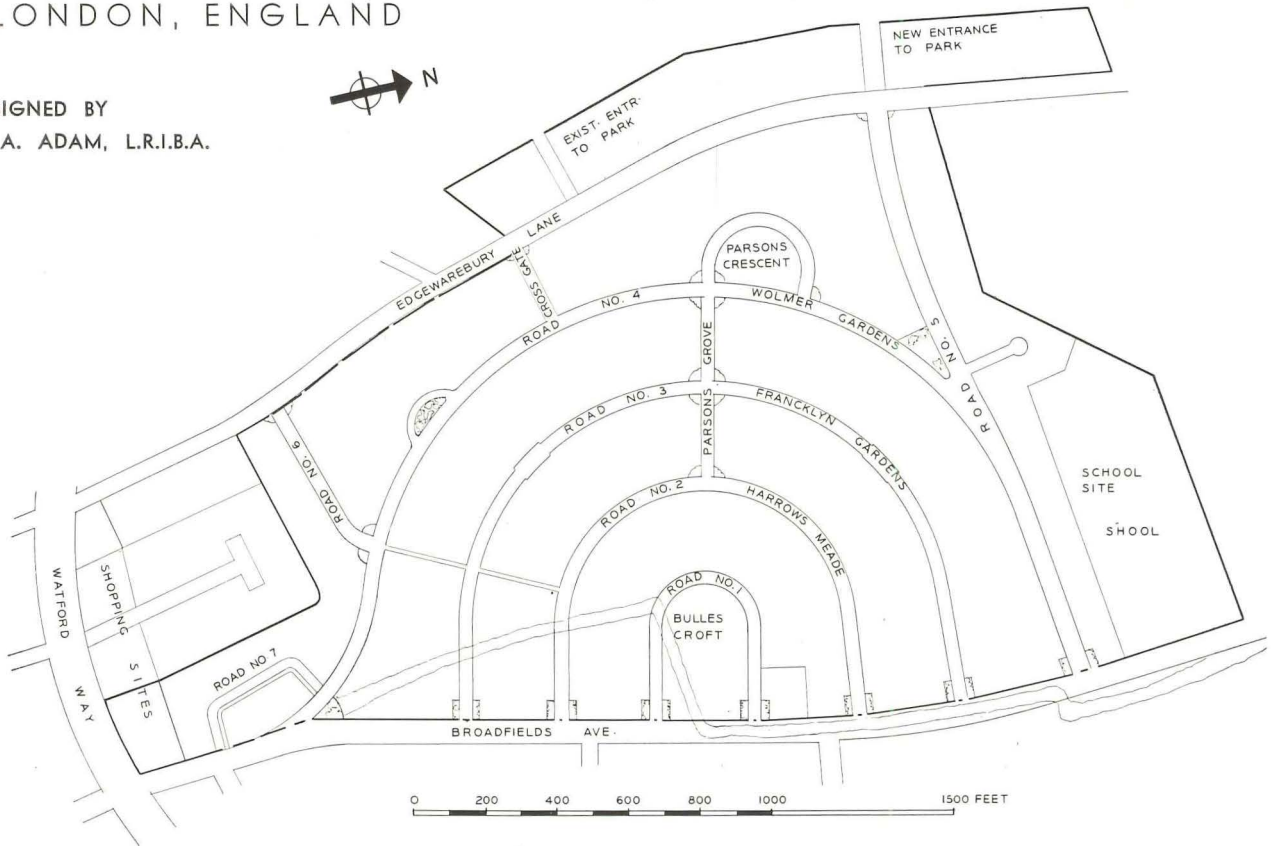 LONDON, ENGLAND
IGNED BY
A. ADAM, L.R.I.B.A.
N
NEW ENTRANCE
TO PARK
EXIST. ENTR.
TO PARK
EDGEWAREBURY LANE
CROSS GATE
PARSONS
CRESCENT
ROAD NO. 4
WOLMER GARDENS
PARSONS GROVE
ROAD NO. 5
ROAD NO. 3
FRANCKLYN GARDENS
ROAD NO. 6
ROAD NO. 2
HARROWS MEADE
SCHOOL
SITE
SHOOL
ROAD NO. 1
BULLES
CROFT
WATFORD WAY
SHOPPING SITES
ROAD NO 7
BROADFIELDS AVE.
0 200 400 600 800 1000 1500 FEET